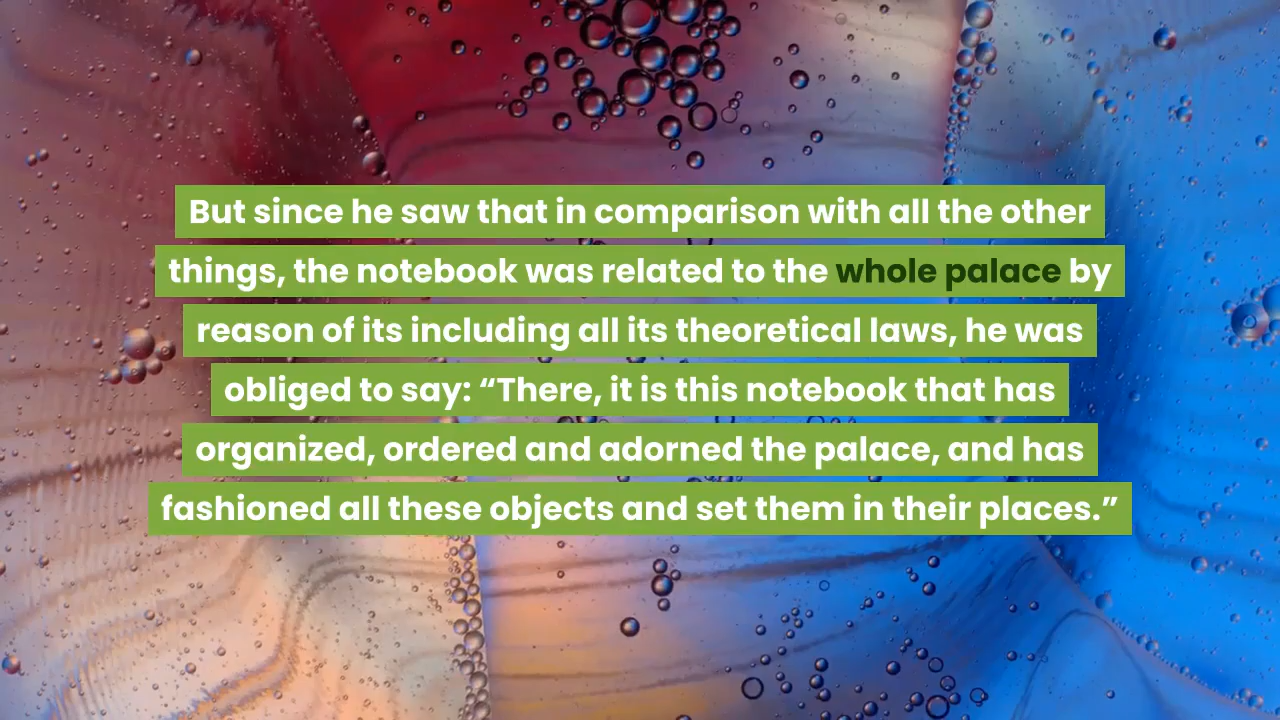 But since he saw that in comparison with all the other
things, the notebook was related to the whole palace by
reason of its including all its theoretical laws, he was
obliged to say: “There, it is this notebook that has
organized, ordered and adorned the palace, and has
fashioned all these objects and set them in their places.”